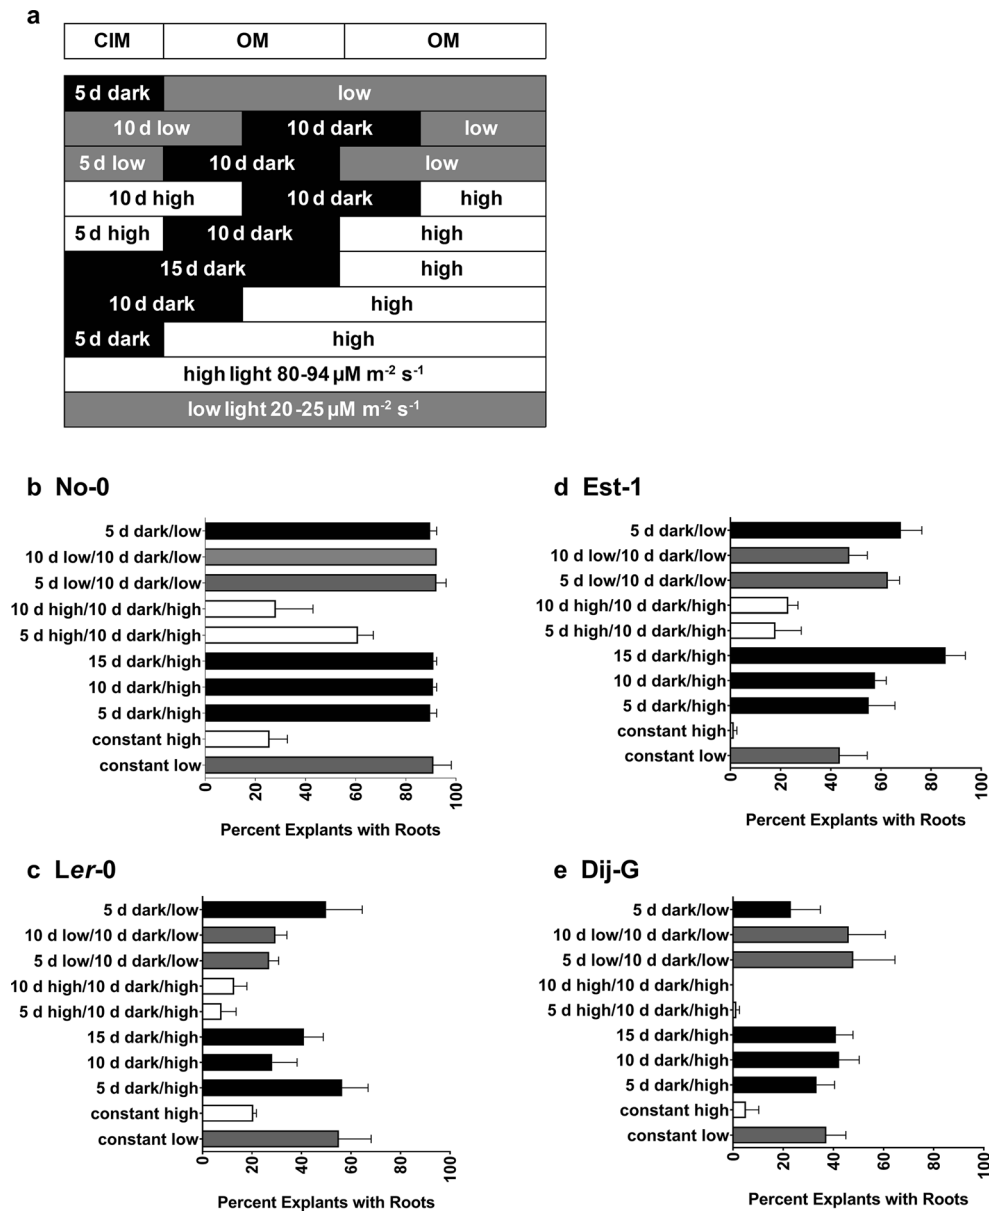 a
CIM OM OM
5 d dark low
10 d low 10 d dark low
5 d low 10 d dark low
10 d high 10 d dark high
5 d high 10 d dark high
15 d dark high
10 d dark high
5 d dark high
high light 80-94 µM m⁻² s⁻¹
low light 20-25 µM m⁻² s⁻¹
b No-0
5 d dark/low
10 d low/10 d dark/low
5 d low/10 d dark/low
10 d high/10 d dark/high
5 d high/10 d dark/high
15 d dark/high
10 d dark/high
5 d dark/high
constant high
constant low
0 20 40 60 80 100
Percent Explants with Roots
d Est-1
5 d dark/low
10 d low/10 d dark/low
5 d low/10 d dark/low
10 d high/10 d dark/high
5 d high/10 d dark/high
15 d dark/high
10 d dark/high
5 d dark/high
constant high
constant low
0 20 40 60 80 100
Percent Explants with Roots
c Ler-0
5 d dark/low
10 d low/10 d dark/low
5 d low/10 d dark/low
10 d high/10 d dark/high
5 d high/10 d dark/high
15 d dark/high
10 d dark/high
5 d dark/high
constant high
constant low
0 20 40 60 80 100
Percent Explants with Roots
e Dij-G
5 d dark/low
10 d low/10 d dark/low
5 d low/10 d dark/low
10 d high/10 d dark/high
5 d high/10 d dark/high
15 d dark/high
10 d dark/high
5 d dark/high
constant high
constant low
0 20 40 60 80 100
Percent Explants with Roots